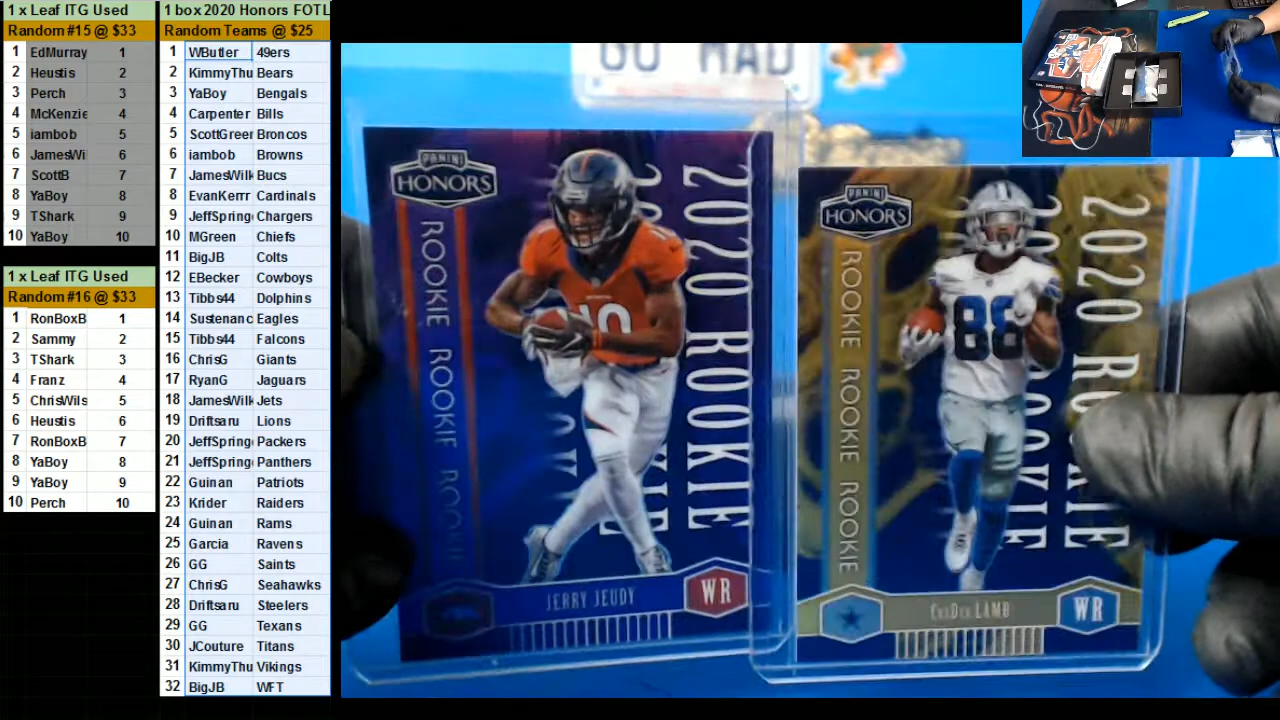 1 x Leaf ITG Used
Random #15 @ $33
1 EdMurray 1
2 Heustis 2
3 Perch 3
4 McKenzie 4
5 iambob 5
6 JamesWi 6
7 ScottB 7
8 YaBoy 8
9 TShark 9
10 YaBoy 10
1 x Leaf ITG Used
Random #16 @ $33
1 RonBoxB 1
2 Sammy 2
3 TShark 3
4 Franz 4
5 ChrisWils 5
6 Heustis 6
7 RonBoxB 7
8 YaBoy 8
9 YaBoy 9
10 Perch 10
1 box 2020 Honors FOTL
Random Teams @ $25
1 WButler 49ers
2 KimmyThu Bears
3 YaBoy Bengals
4 Carpenter Bills
5 ScottGreen Broncos
6 iambob Browns
7 JamesWilk Bucs
8 EvanKerrr Cardinals
9 JeffSpring Chargers
10 MGreen Chiefs
11 BigJB Colts
12 EBecker Cowboys
13 Tibbs44 Dolphins
14 Sustenanc Eagles
15 Tibbs44 Falcons
16 ChrisG Giants
17 RyanG Jaguars
18 JamesWilk Jets
19 Driftsaru Lions
20 JeffSpring Packers
21 JeffSpring Panthers
22 Guinan Patriots
23 Krider Raiders
24 Guinan Rams
25 Garcia Ravens
26 GG Saints
27 ChrisG Seahawks
28 Driftsaru Steelers
29 GG Texans
30 JCouture Titans
31 KimmyThu Vikings
32 BigJB WFT
GO MAD
PANINI
HONORS
ROOKIE ROOKIE ROOKIE
2020 ROOKIE
10
JERRY JEUDY
WR
PANINI
HONORS
ROOKIE ROOKIE ROOKIE
2020 ROOKIE
88
CEEDEE LAMB
WR